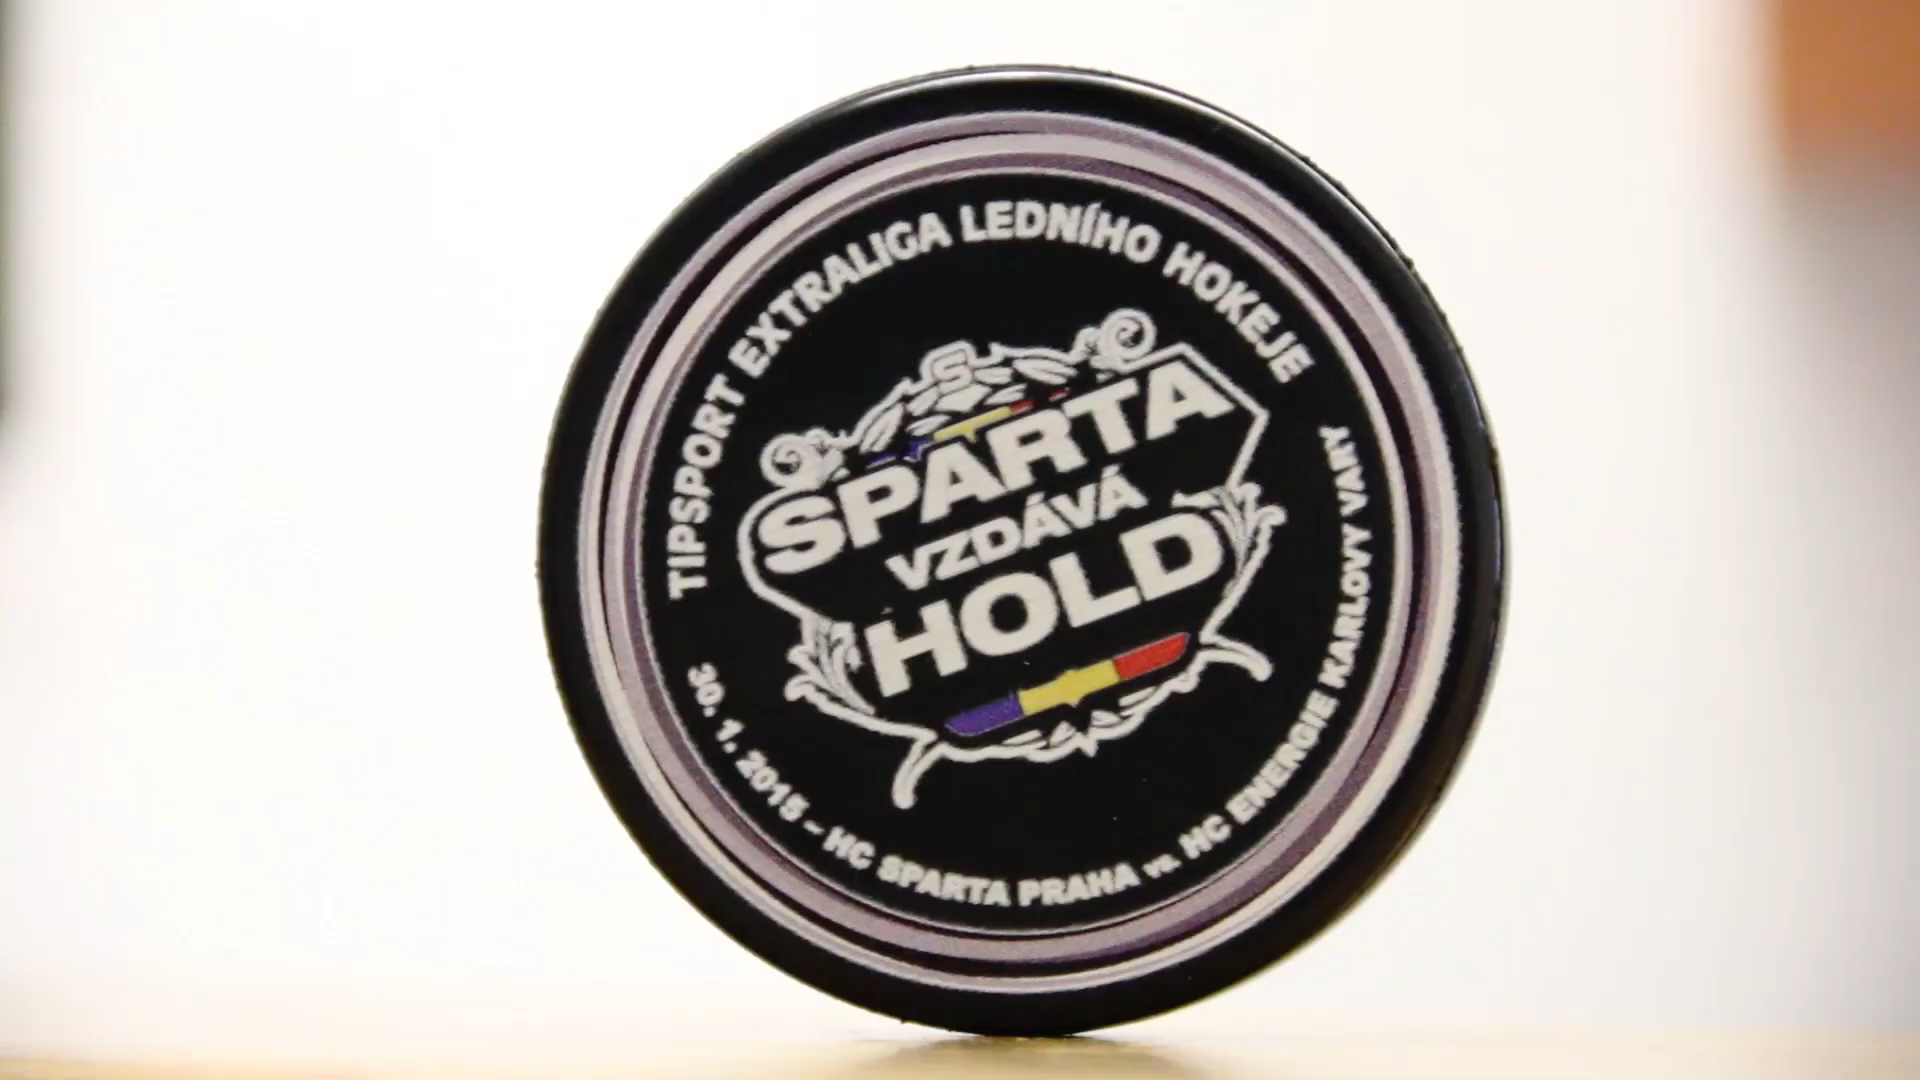 TIPSPORT EXTRALIGA LEDNÍHO HOKEJE
S
SPARTA
VZDÁVÁ
HOLD
30. 1. 2015 - HC SPARTA PRAHA vs. HC ENERGIE KARLOVY VARY